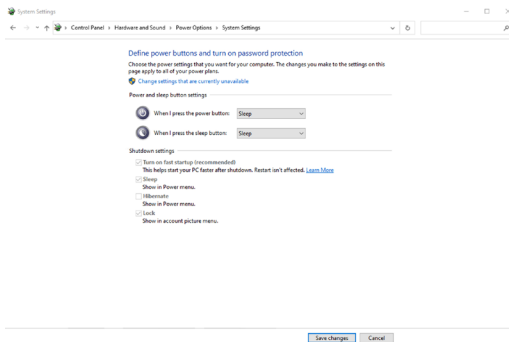 System Settings
Control Panel › Hardware and Sound › Power Options › System Settings
Define power buttons and turn on password protection
Choose the power settings that you want for your computer. The changes you make to the settings on this
page apply to all of your power plans.
Change settings that are currently unavailable
Power and sleep button settings
When I press the power button: Sleep
When I press the sleep button: Sleep
Shutdown settings
Turn on fast startup (recommended)
This helps start your PC faster after shutdown. Restart isn't affected. Learn More
Sleep
Show in Power menu.
Hibernate
Show in Power menu.
Lock
Show in account picture menu.
Save changes Cancel